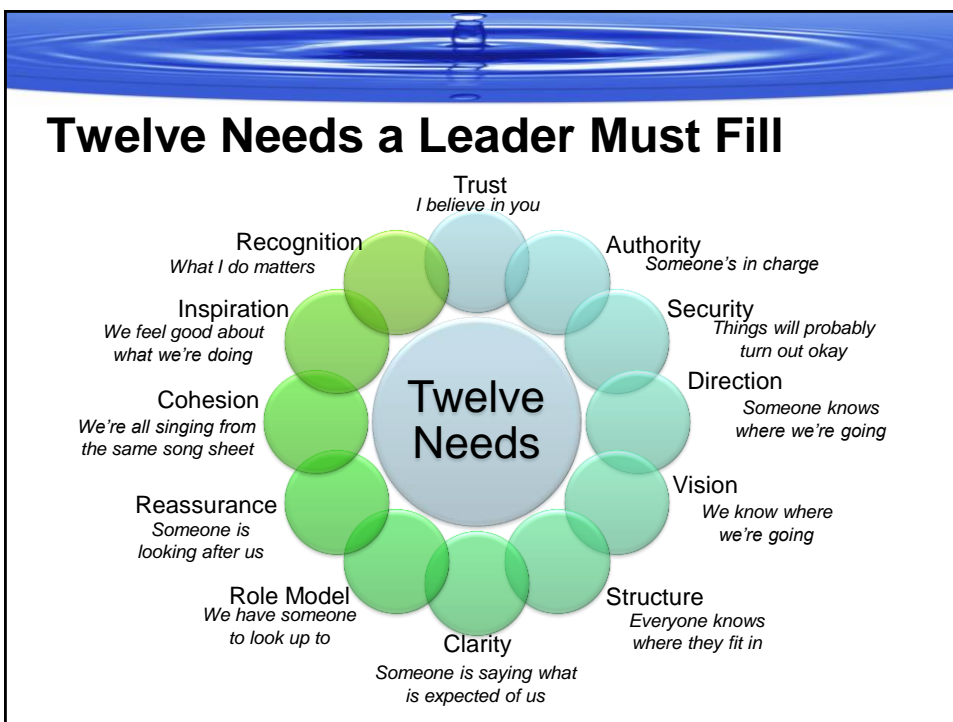 Twelve Needs a Leader Must Fill
Trust
I believe in you
Authority
Someone's in charge
Security
Things will probably
turn out okay
Direction
Someone knows
where we're going
Vision
We know where
we're going
Structure
Everyone knows
where they fit in
Clarity
Someone is saying what
is expected of us
Role Model
We have someone
to look up to
Reassurance
Someone is
looking after us
Cohesion
We're all singing from
the same song sheet
Inspiration
We feel good about
what we're doing
Recognition
What I do matters
Twelve
Needs